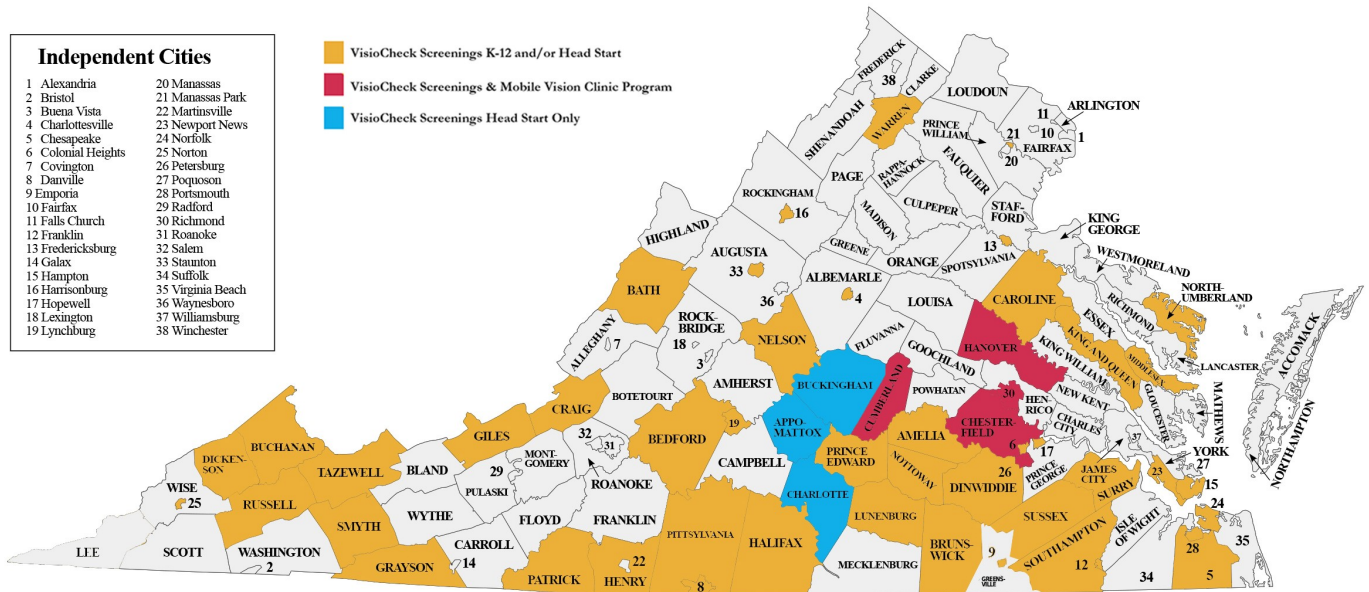 Independent Cities
1 Alexandria
2 Bristol
3 Buena Vista
4 Charlottesville
5 Chesapeake
6 Colonial Heights
7 Covington
8 Danville
9 Emporia
10 Fairfax
11 Falls Church
12 Franklin
13 Fredericksburg
14 Galax
15 Hampton
16 Harrisonburg
17 Hopewell
18 Lexington
19 Lynchburg
20 Manassas
21 Manassas Park
22 Martinsville
23 Newport News
24 Norfolk
25 Norton
26 Petersburg
27 Poquoson
28 Portsmouth
29 Radford
30 Richmond
31 Roanoke
32 Salem
33 Staunton
34 Suffolk
35 Virginia Beach
36 Waynesboro
37 Williamsburg
38 Winchester
VisioCheck Screenings K-12 and/or Head Start
VisioCheck Screenings & Mobile Vision Clinic Program
VisioCheck Screenings Head Start Only
FREDERICK
38
CLARKE
LOUDOUN
SHENANDOAH
WARREN
PRINCE
WILLIAM
21
20
11
10
FAIRFAX
ARLINGTON
1
PAGE
RAPPA-
HANNOCK
FAUQUIER
ROCKINGHAM
16
MADISON
CULPEPER
STAF-
FORD
KING
GEORGE
HIGHLAND
AUGUSTA
33
36
GREENE
ORANGE
13
SPOTSYLVANIA
WESTMORELAND
NORTH-
UMBERLAND
RICHMOND
BATH
ALBEMARLE
4
LOUISA
CAROLINE
ESSEX
ROCK-
BRIDGE
18
3
ALLEGHANY
7
NELSON
FLUVANNA
GOOCHLAND
HANOVER
KING WILLIAM
KING AND QUEEN
MIDDLESEX
LANCASTER
ACCOMACK
NORTHAMPTON
AMHERST
BUCKINGHAM
CUMBERLAND
POWHATAN
30
HEN-
RICO
NEW KENT
GLOUCESTER
MATHEWS
BOTETOURT
CRAIG
GILES
BEDFORD
19
APPO-
MATTOX
AMELIA
CHESTER-
FIELD
6
17
CHARLES
CITY
37
YORK
27
23
15
24
BUCHANAN
DICKEN-
SON
TAZEWELL
BLAND
29
MONT-
GOMERY
32
31
ROANOKE
CAMPBELL
PRINCE
EDWARD
NOTTOWAY
26
DINWIDDIE
PRINCE
GEORGE
JAMES
CITY
SURRY
WISE
25
RUSSELL
SMYTH
WYTHE
PULASKI
FLOYD
FRANKLIN
PITTSYLVANIA
HALIFAX
CHARLOTTE
LUNENBURG
BRUNS-
WICK
SUSSEX
SOUTHAMPTON
ISLE
OF WIGHT
28
35
LEE
SCOTT
WASHINGTON
2
GRAYSON
CARROLL
14
PATRICK
22
HENRY
8
MECKLENBURG
9
GREENS-
VILLE
12
34
5